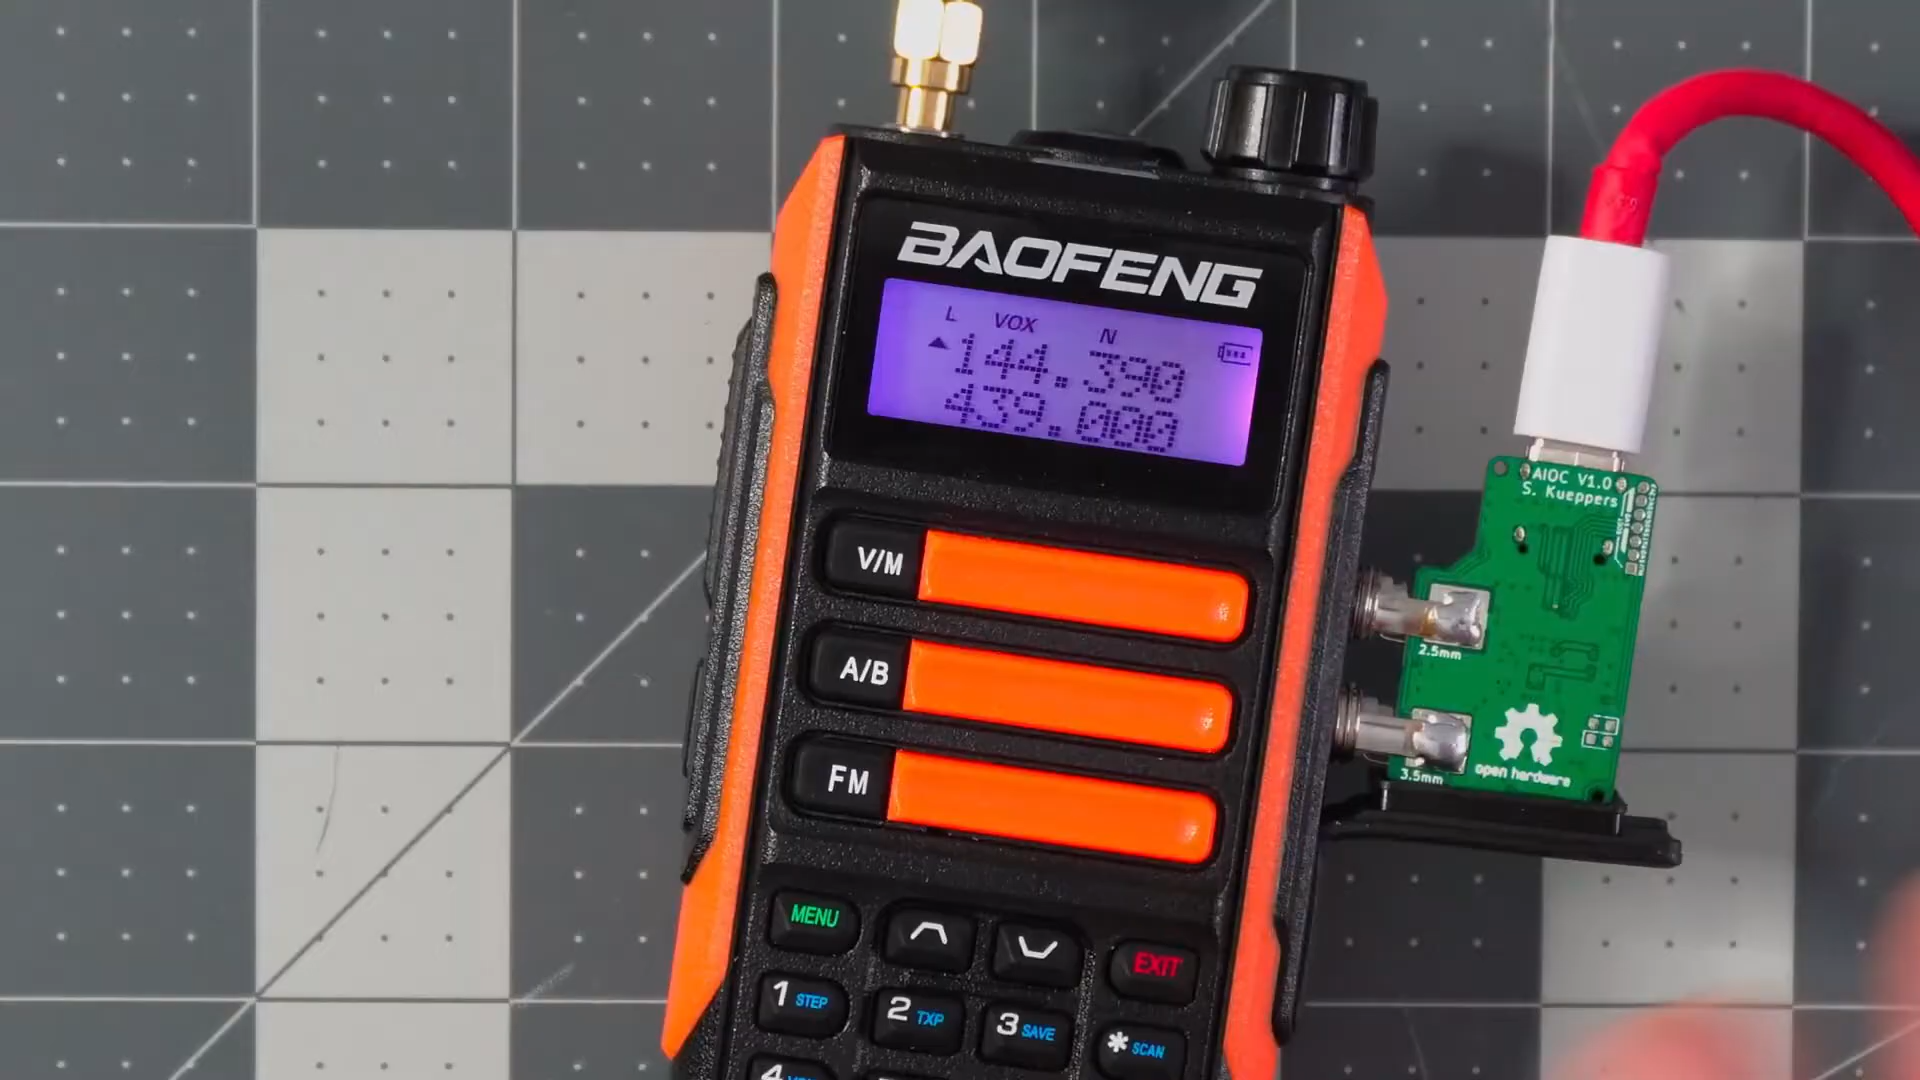 BAOFENG
L VOX N
144.390
439.000
V/M
A/B
FM
MENU
EXIT
1 STEP
2 TXP
3 SAVE
* SCAN
4
AIOC V1.0
S. Kueppers
2.5mm
3.5mm
open hardware